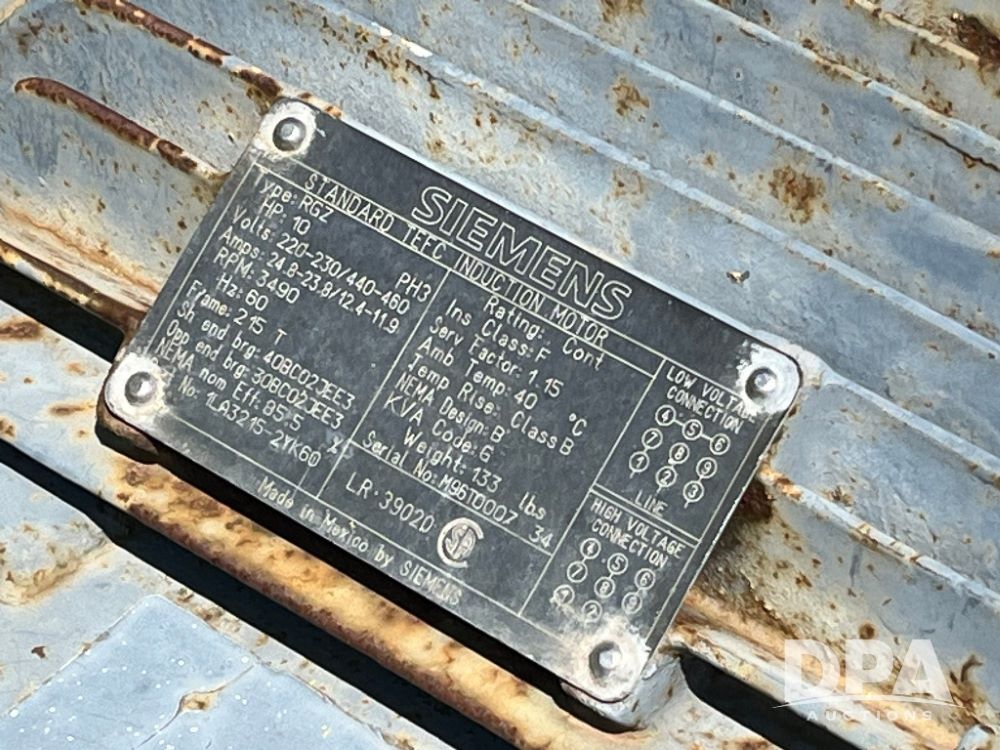 SIEMENS
STANDARD TEFC INDUCTION MOTOR
ype: RGZ
HP: 10 PH3
Volts: 220-230/440-460
Amps: 24.8-23.8/12.4-11.9
RPM: 3490
Hz: 60
Frame: 215 T
Sh end brg: 40BC02JEE3
Opp end brg: 30BC02JEE3
NEMA nom Eff: 85.5 %
No: 1LA3215-2YK60
Rating: Cont
Ins Class: F
Serv Factor: 1.15
Amb Temp: 40 °C
Temp Rise: Class B
NEMA Design: B
KVA Code: G
Weight: 133 lbs
Serial No: M96T0007 34
LR-39020
Made in Mexico by SIEMENS
LOW VOLTAGE
CONNECTION
4-5-6
7 8 9
1 2 3
LINE
HIGH VOLTAGE
CONNECTION
4 5 6
7 8 9
1 2
DPA
AUCTIONS